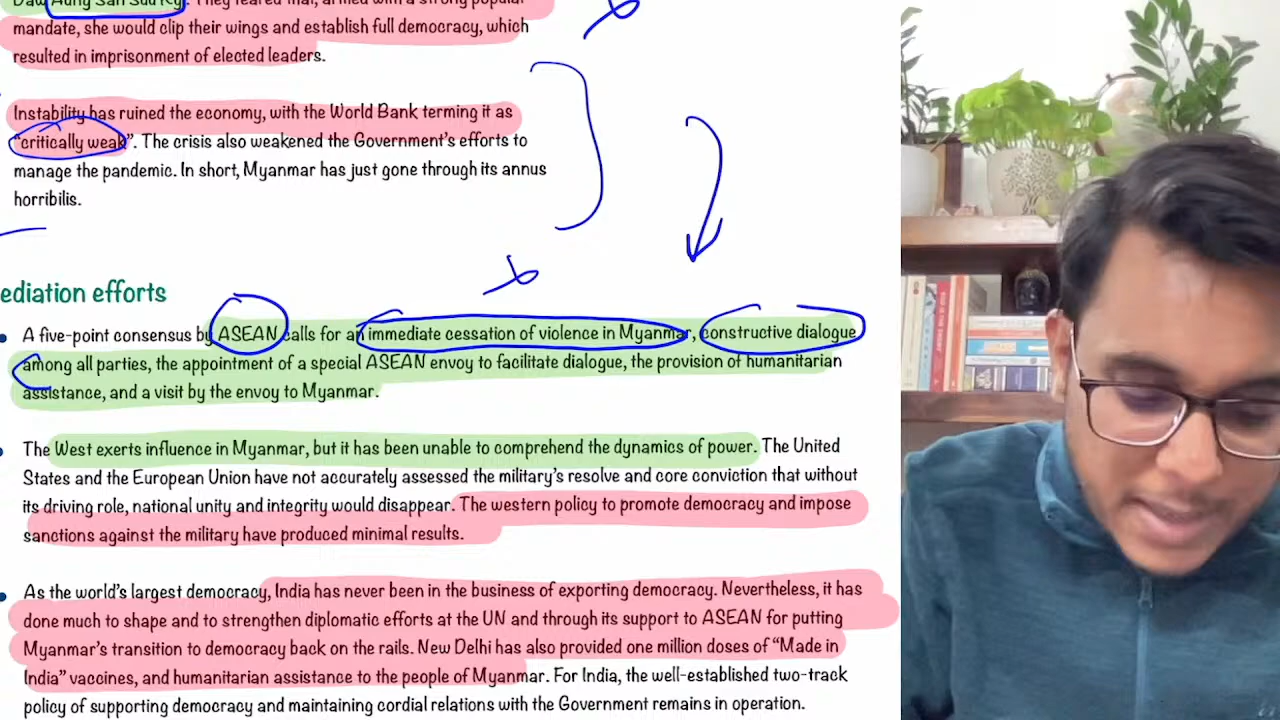 Daw Aung San Suu Kyi. They feared that, armed with a strong popular
mandate, she would clip their wings and establish full democracy, which
resulted in imprisonment of elected leaders.
Instability has ruined the economy, with the World Bank terming it as
"critically weak". The crisis also weakened the Government's efforts to
manage the pandemic. In short, Myanmar has just gone through its annus
horribilis.
ediation efforts
A five-point consensus by ASEAN calls for an immediate cessation of violence in Myanmar, constructive dialogue
among all parties, the appointment of a special ASEAN envoy to facilitate dialogue, the provision of humanitarian
assistance, and a visit by the envoy to Myanmar.
The West exerts influence in Myanmar, but it has been unable to comprehend the dynamics of power. The United
States and the European Union have not accurately assessed the military's resolve and core conviction that without
its driving role, national unity and integrity would disappear. The western policy to promote democracy and impose
sanctions against the military have produced minimal results.
As the world's largest democracy, India has never been in the business of exporting democracy. Nevertheless, it has
done much to shape and to strengthen diplomatic efforts at the UN and through its support to ASEAN for putting
Myanmar's transition to democracy back on the rails. New Delhi has also provided one million doses of "Made in
India" vaccines, and humanitarian assistance to the people of Myanmar. For India, the well-established two-track
policy of supporting democracy and maintaining cordial relations with the Government remains in operation.